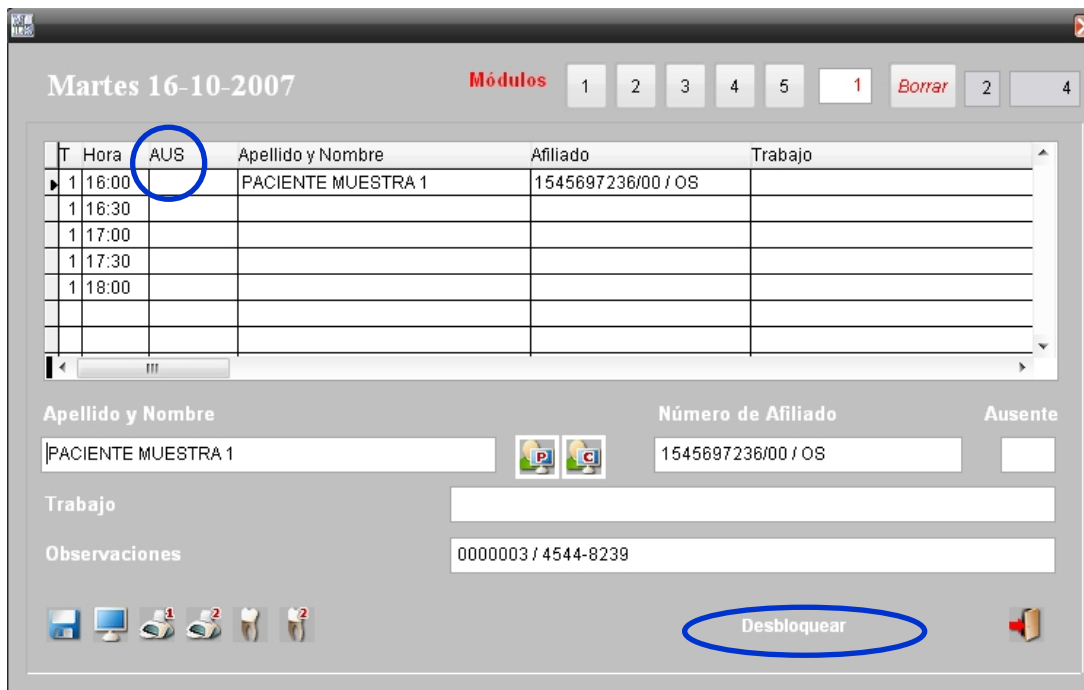 Martes 16-10-2007 Módulos 1 2 3 4 5 1 Borrar 2 4
T Hora AUS Apellido y Nombre Afiliado Trabajo
1 16:00 PACIENTE MUESTRA 1 1545697236/00 / OS
1 16:30
1 17:00
1 17:30
1 18:00
Apellido y Nombre Número de Afiliado Ausente
PACIENTE MUESTRA 1 P C 1545697236/00 / OS
Trabajo
Observaciones 0000003 / 4544-8239
1 2 2 Desbloquear